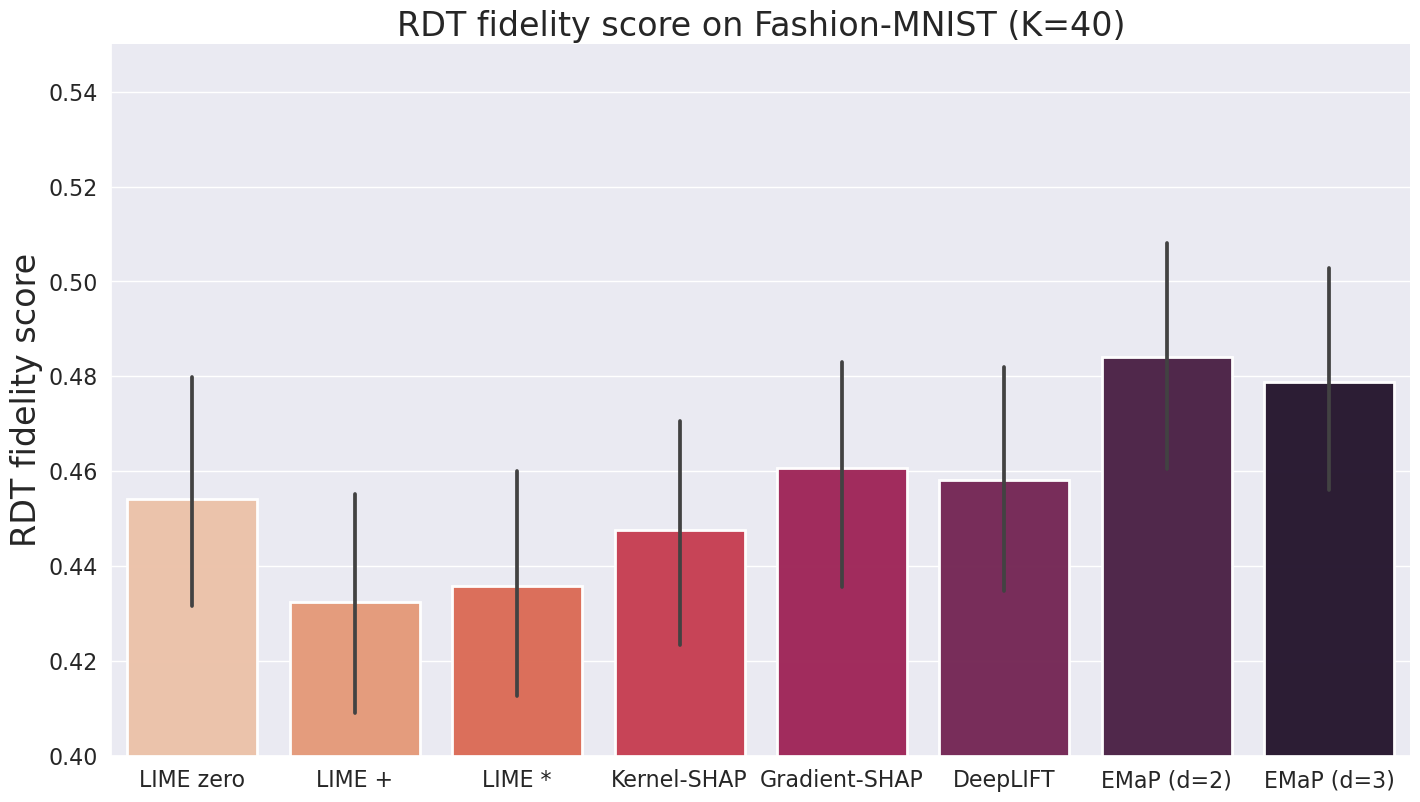 RDT fidelity score on Fashion-MNIST (K=40)
RDT fidelity score
0.54
0.52
0.50
0.48
0.46
0.44
0.42
0.40
LIME zero
LIME +
LIME *
Kernel-SHAP
Gradient-SHAP
DeepLIFT
EMaP (d=2)
EMaP (d=3)